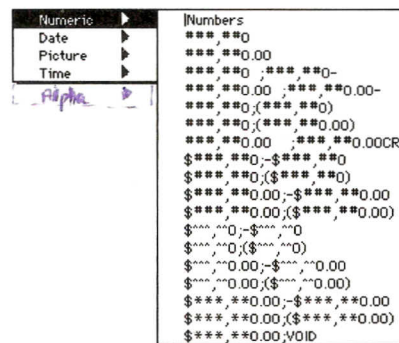 Numeric
Date
Picture
Time
Alpha
Numbers
###,##0
###,##0.00
###,##0 ;###,##0-
###,##0.00 ;###,##0.00-
###,##0;(###,##0)
###,##0;(###,##0.00)
###,##0.00 ;###,##0.00CR
$###,##0;-$###,##0
$###,##0;($###,##0)
$###,##0.00;-$###,##0.00
$###,##0.00;($###,##0.00)
$^^^,^^0;-$^^^,^^0
$^^^,^^0;($^^^,^^0)
$^^^,^^0.00;-$^^^,^^0.00
$^^^,^^0.00;($^^^,^^0.00)
$***,**0.00;-$***,**0.00
$***,**0.00;($***,**0.00)
$***,**0.00;VOID